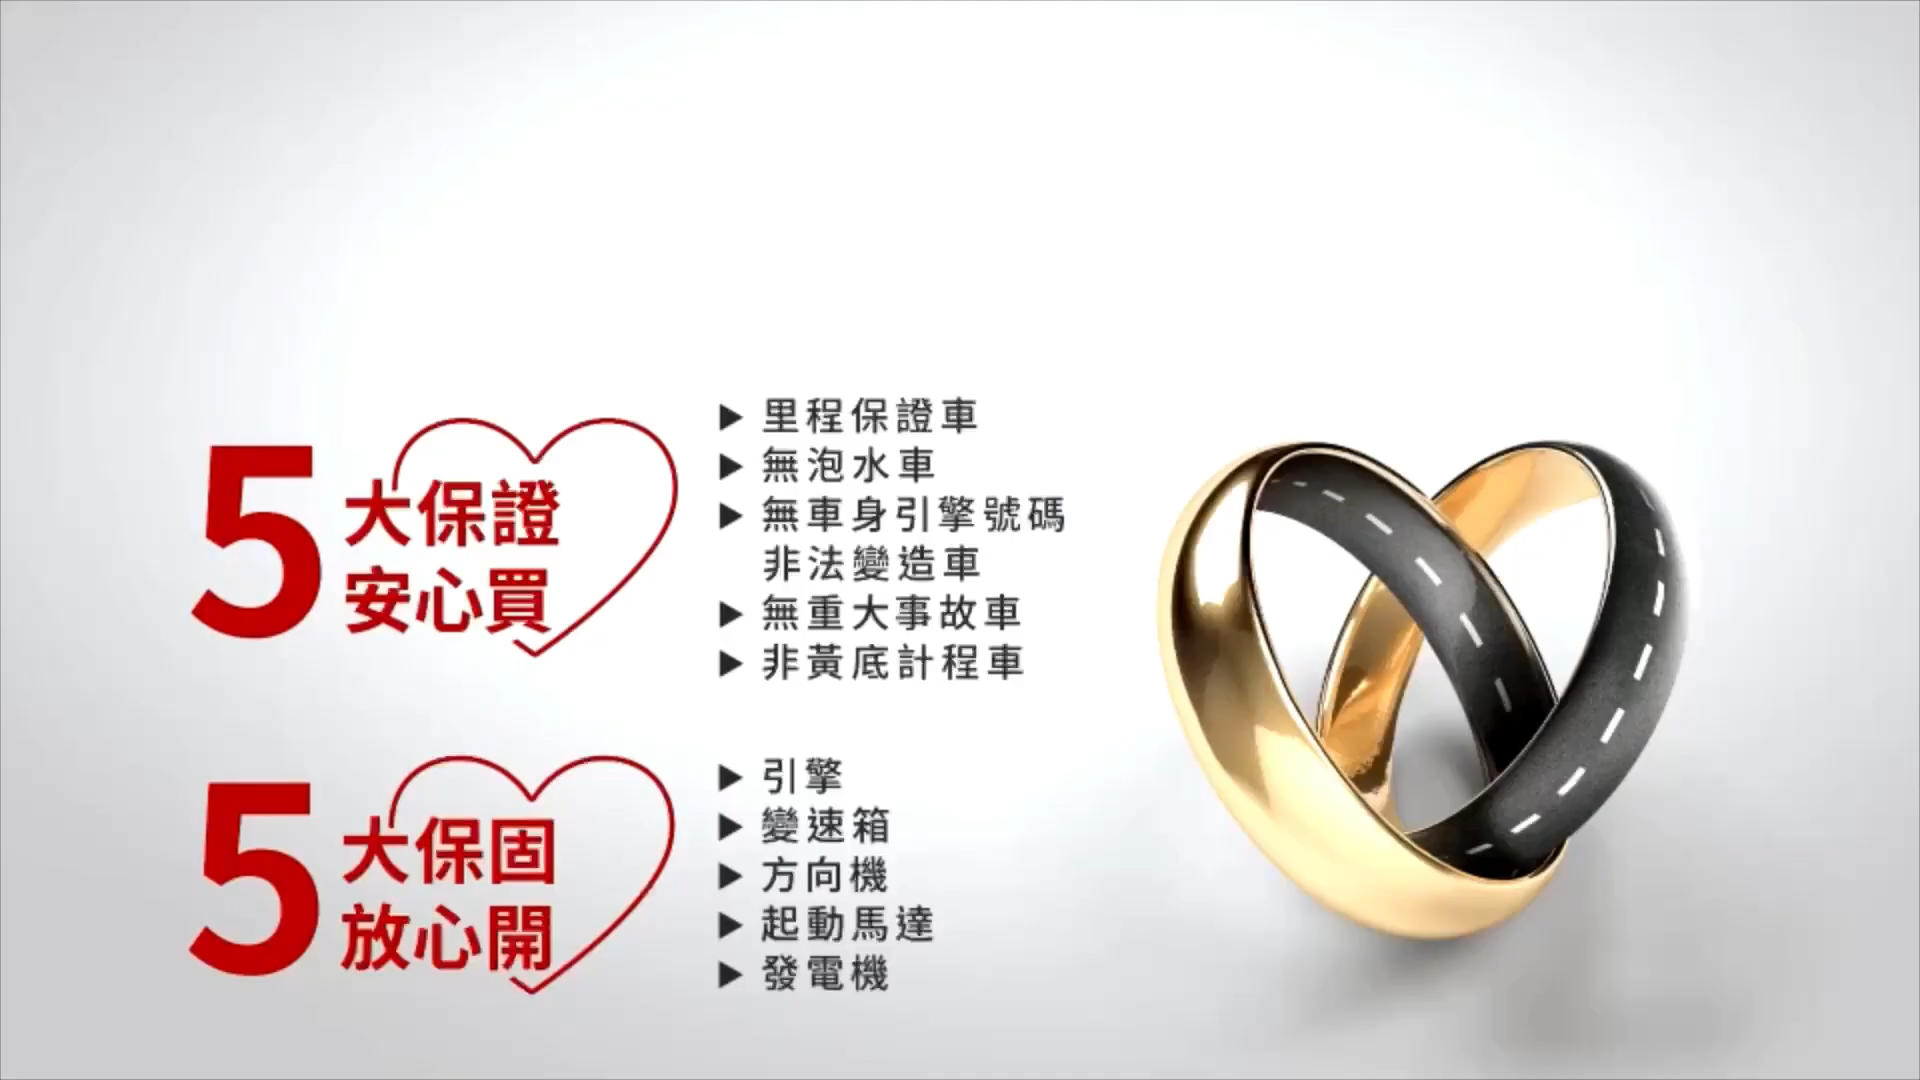 5大保證
安心買
▶ 里程保證車
▶ 無泡水車
▶ 無車身引擎號碼
非法變造車
▶ 無重大事故車
▶ 非黃底計程車
5大保固
放心開
▶ 引擎
▶ 變速箱
▶ 方向機
▶ 起動馬達
▶ 發電機